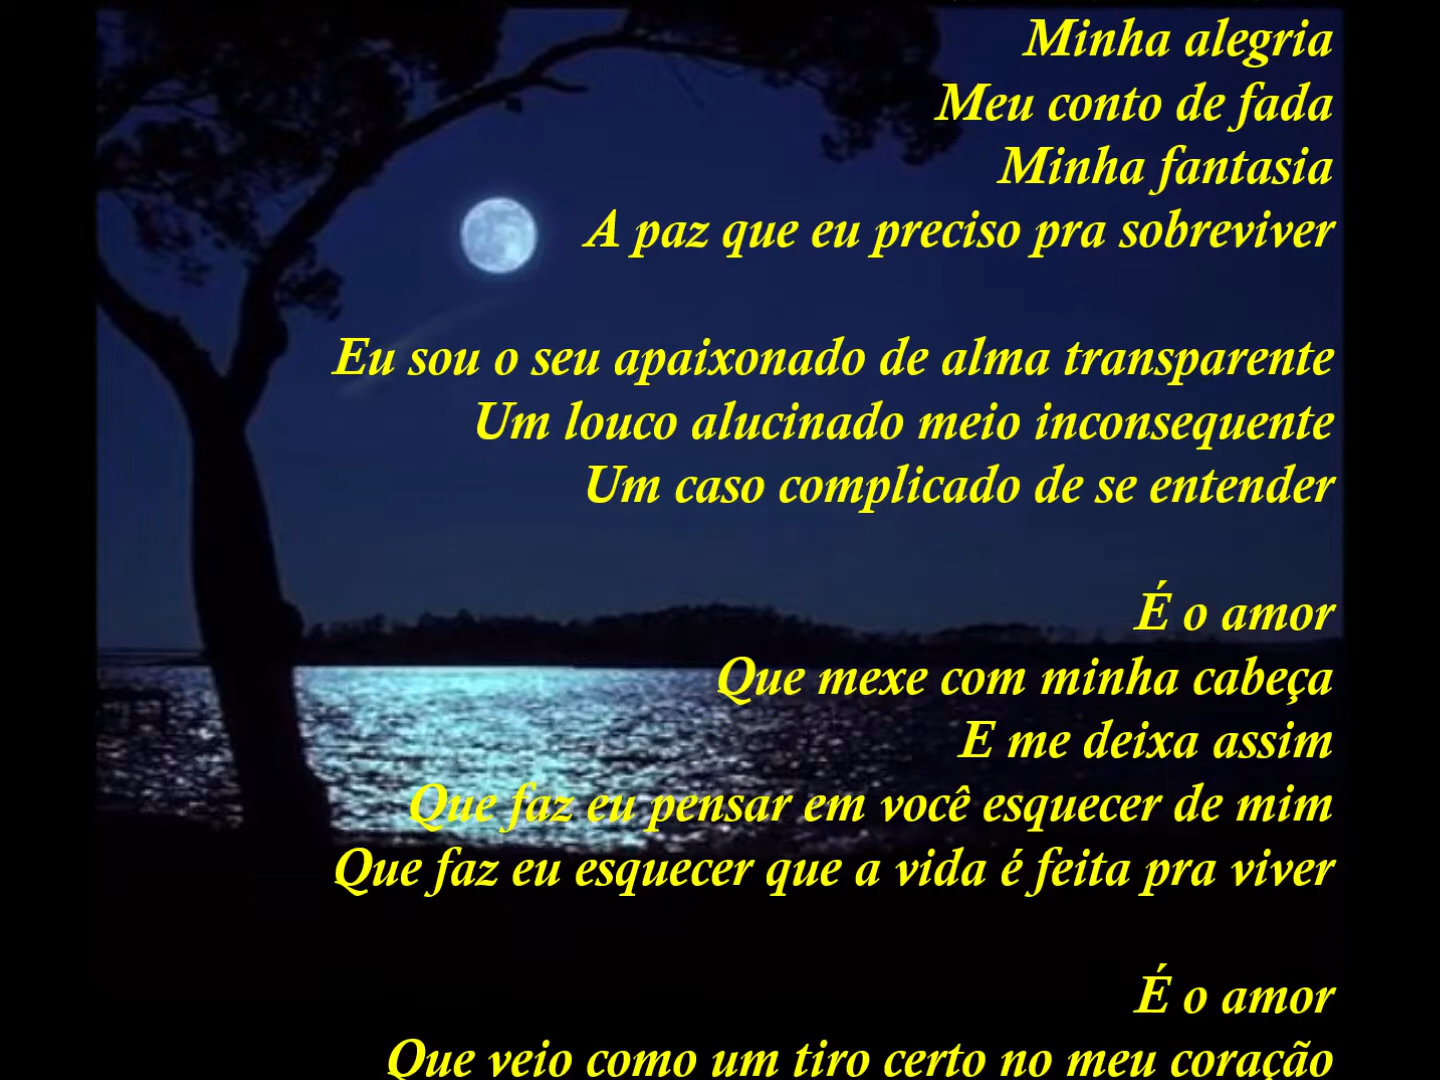 Minha alegria
Meu conto de fada
Minha fantasia
A paz que eu preciso pra sobreviver
Eu sou o seu apaixonado de alma transparente
Um louco alucinado meio inconsequente
Um caso complicado de se entender
É o amor
Que mexe com minha cabeça
E me deixa assim
Que faz eu pensar em você esquecer de mim
Que faz eu esquecer que a vida é feita pra viver
É o amor
Que veio como um tiro certo no meu coração